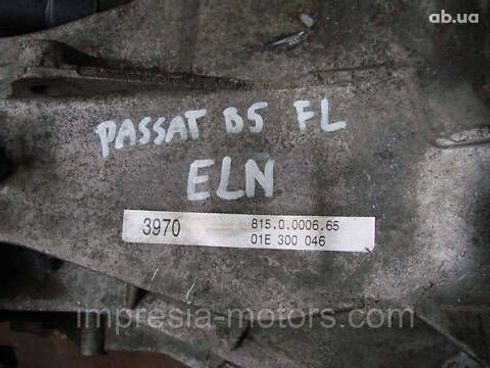 ab.ua
PASSAT B5 FL
ELN
3970 815.0.0006.65
01E 300 046
impresia-motors.com